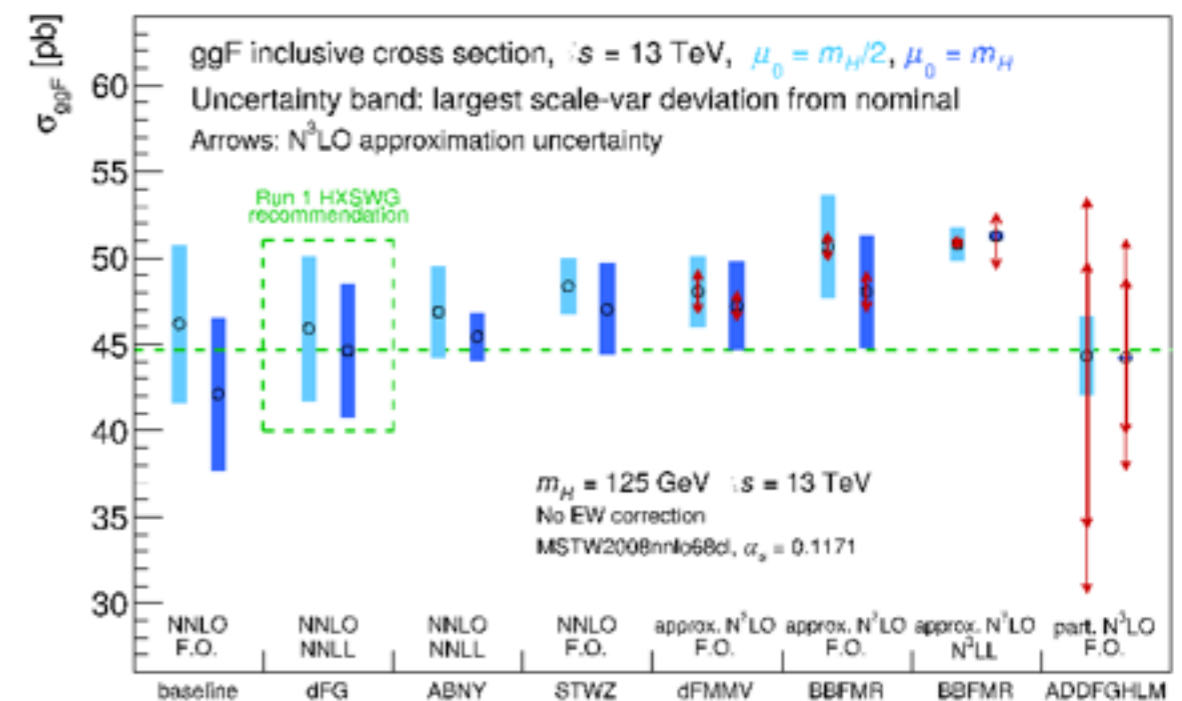 σggF [pb]
ggF inclusive cross section, s = 13 TeV, μ0 = mH/2, μ0 = mH
Uncertainty band: largest scale-var deviation from nominal
Arrows: N³LO approximation uncertainty
Run 1 HXSWG
recommendation
60
55
50
45
40
35
30
mH = 125 GeV s = 13 TeV
No EW correction
MSTW2008nnlo68cl, αs = 0.1171
NNLO NNLO NNLO NNLO approx. N³LO approx. N³LO approx. N³LO part. N³LO
F.O. NNLL NNLL F.O. F.O. F.O. N³LL F.O.
baseline dFG ABNY STWZ dFMMV BBFMR BBFMR ADDFGHLM